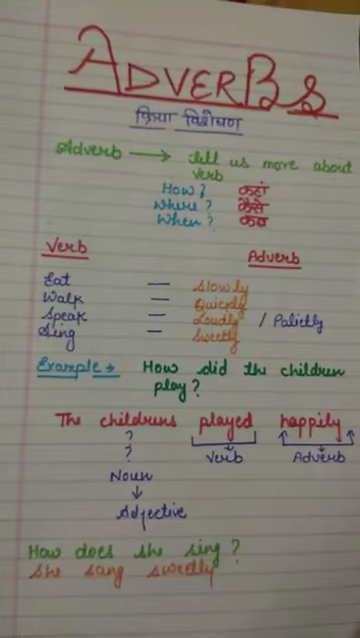 ADVERBS
क्रिया विशेषण
Adverb → tell us more about
verb
How? कहां
Where? कैसे
When? कब
Verb Adverb
Eat — Slowly
Walk — Quickly
Speak — Loudly / Palietly
Sing — Sweetly
Example → How did the children
play?
The childrens played happily
? Verb Adverb
?
Noun
↓
Adjective
How does she sing?
She sang sweetly